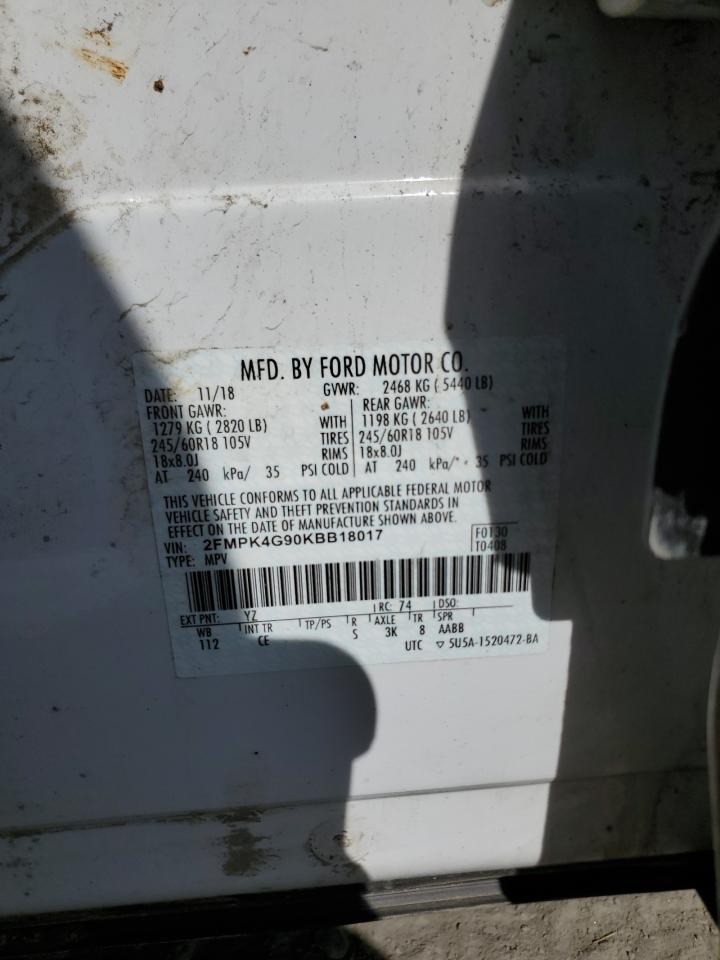 MFD. BY FORD MOTOR CO.
DATE: 11/18 GVWR: 2468 KG ( 5440 LB)
FRONT GAWR: REAR GAWR:
1279 KG ( 2820 LB) WITH 1198 KG ( 2640 LB) WITH
245/60R18 105V TIRES 245/60R18 105V TIRES
18x8.0J RIMS 18x8.0J RIMS
AT 240 kPa/ 35 PSI COLD AT 240 kPa/ 35 PSI COLD
THIS VEHICLE CONFORMS TO ALL APPLICABLE FEDERAL MOTOR
VEHICLE SAFETY AND THEFT PREVENTION STANDARDS IN
EFFECT ON THE DATE OF MANUFACTURE SHOWN ABOVE.
VIN: 2FMPK4G90KBB18017 F0130
TYPE: MPV T0408
EXT PNT: YZ RC: 74 DSO:
WB INT TR TP/PS R AXLE TR SPR
112 CE S 3K 8 AABB
UTC ▽ 5U5A-1520472-BA